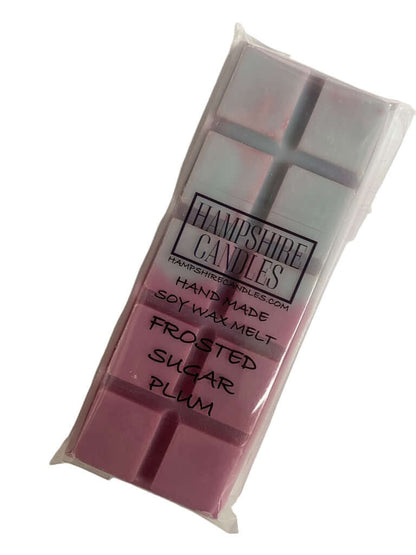 HAMPSHIRE
CANDLES
HAMPSHIRECANDLES.COM
HAND MADE
SOY WAX MELT
FROSTED
SUGAR
PLUM